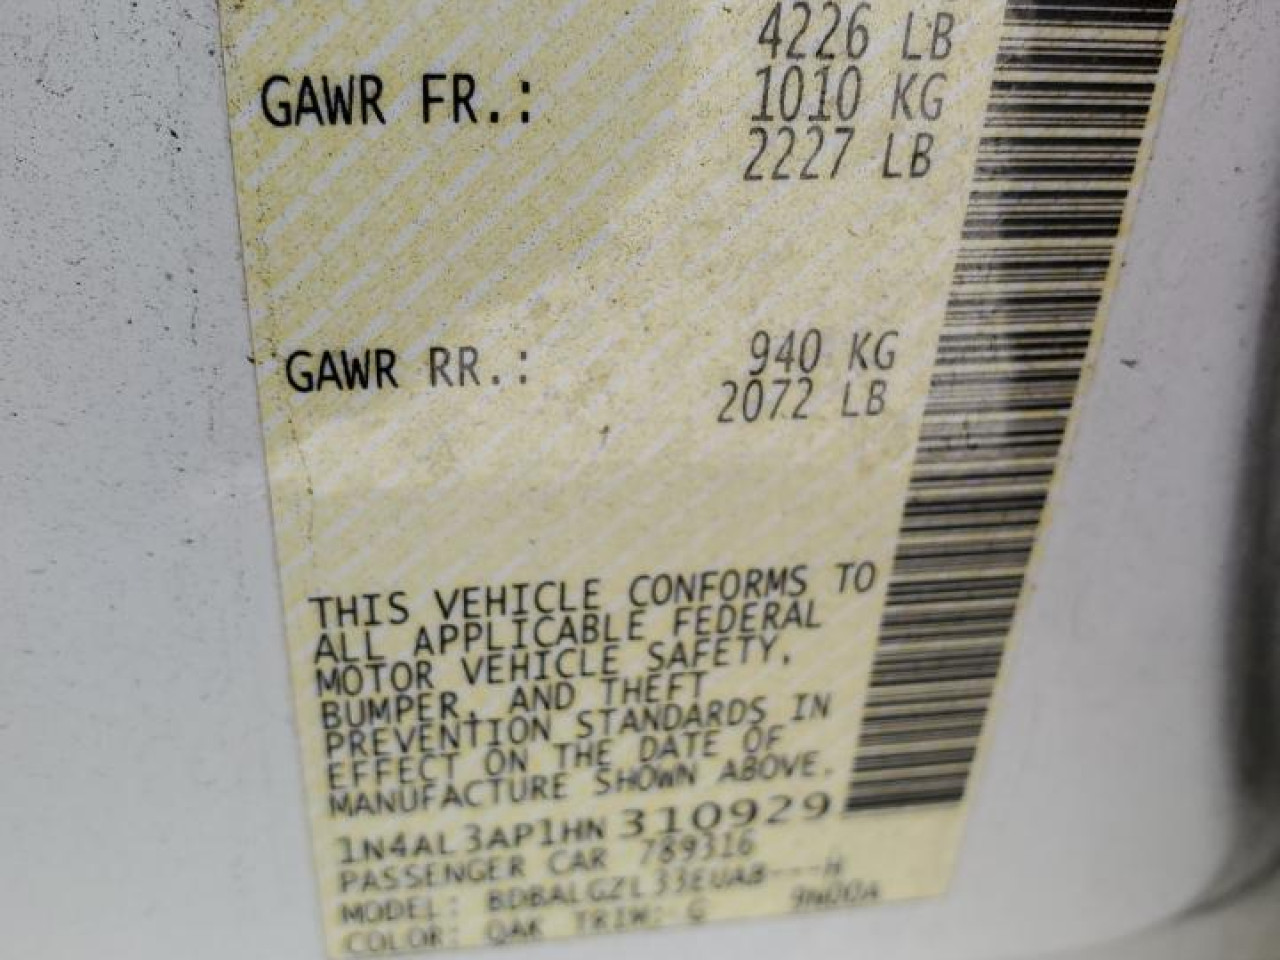 4226 LB
GAWR FR.: 1010 KG
2227 LB
GAWR RR.: 940 KG
2072 LB
THIS VEHICLE CONFORMS TO
ALL APPLICABLE FEDERAL
MOTOR VEHICLE SAFETY,
BUMPER, AND THEFT
PREVENTION STANDARDS IN
EFFECT ON THE DATE OF
MANUFACTURE SHOWN ABOVE.
1N4AL3AP1HN310929
PASSENGER CAR 789316
MODEL: BDBALGZL33EUAB---H
COLOR: QAK TRIM: G 9N00A